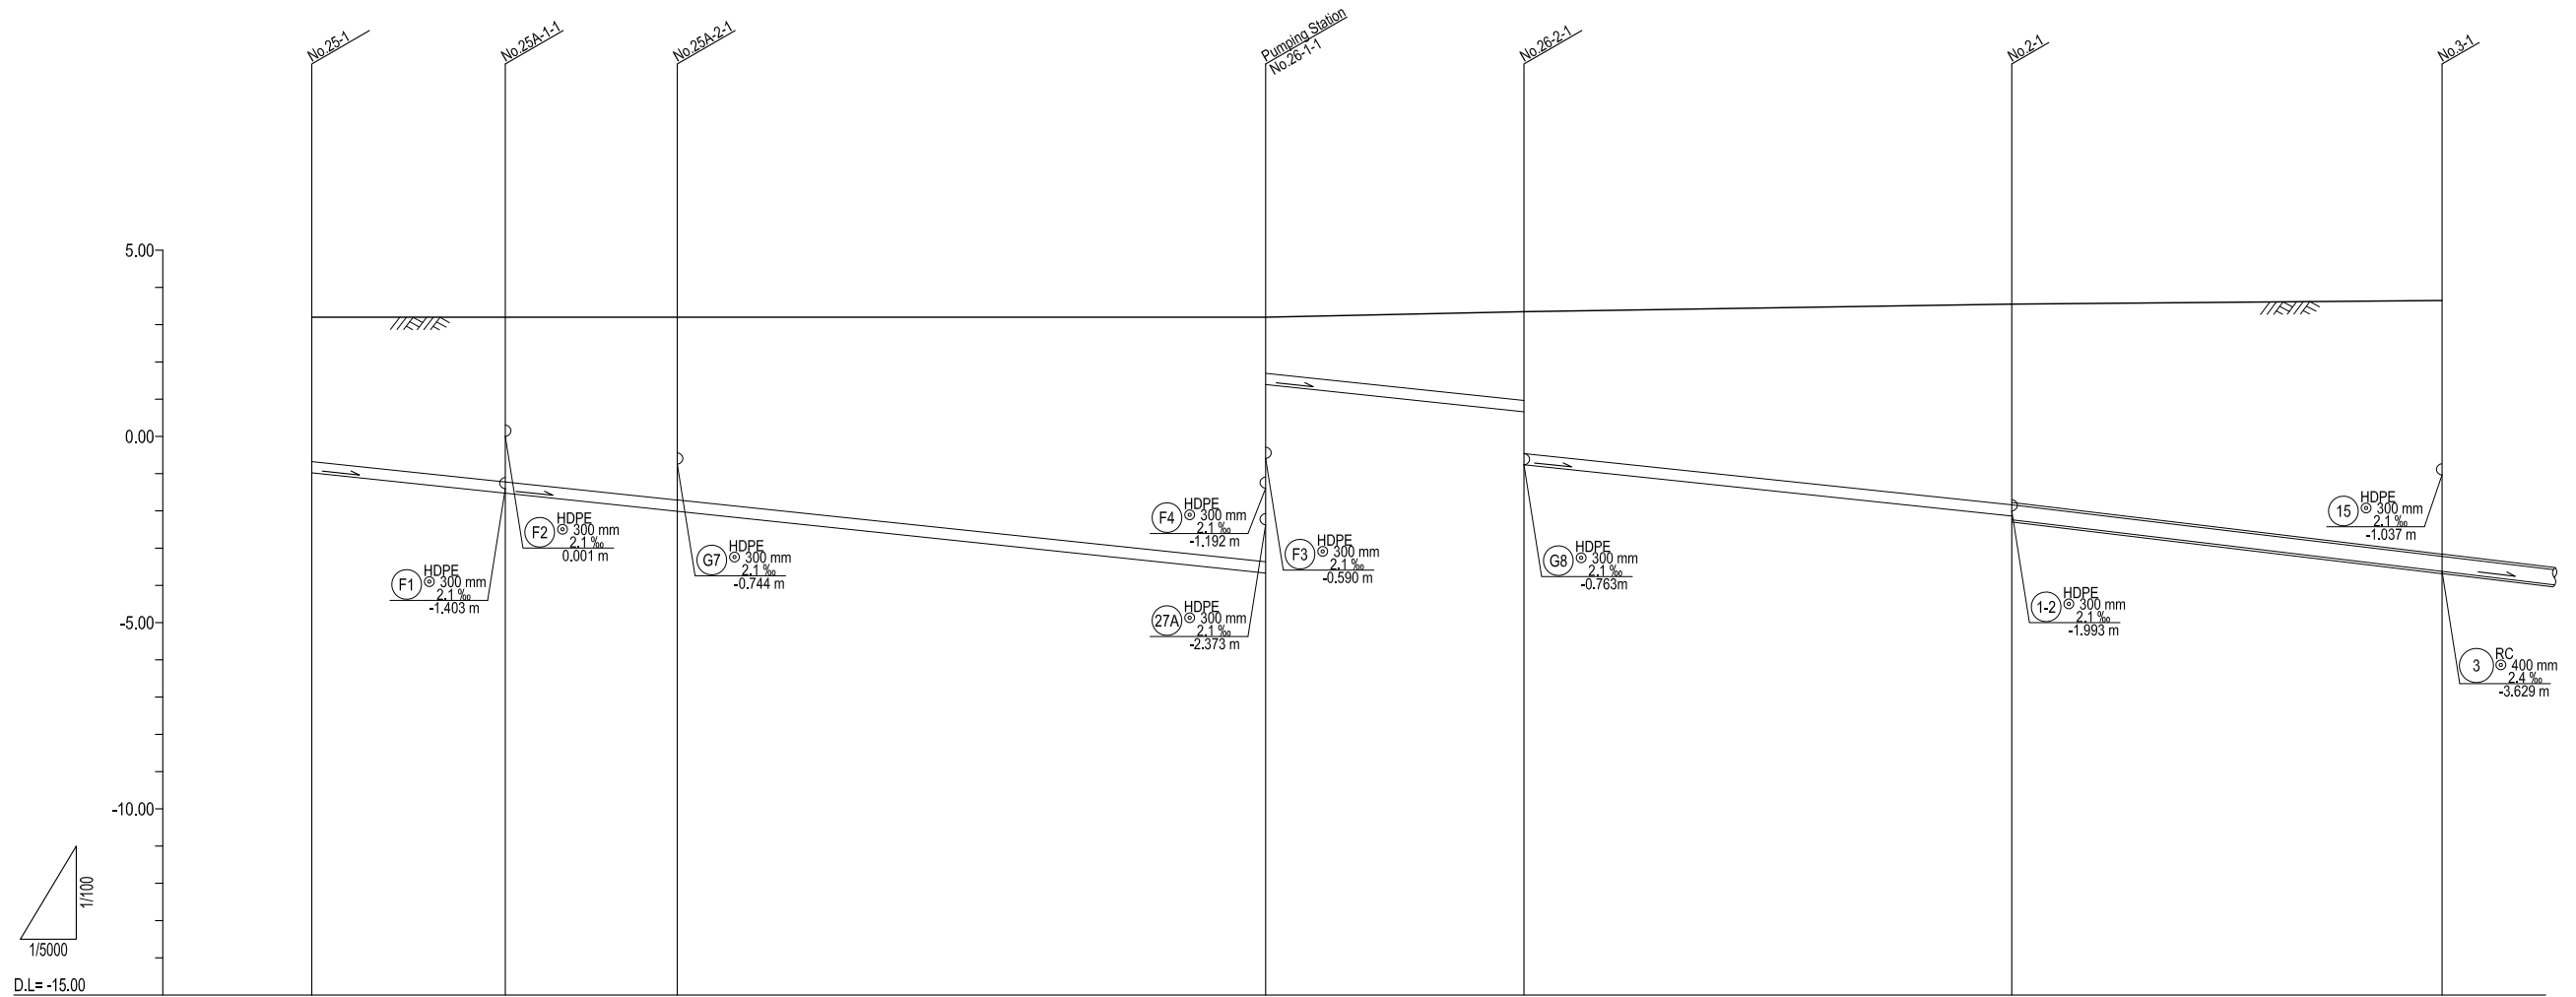 No.25-1
No.25A-1-1
No.25A-2-1
Pumping Station
No.26-1-1
No.26-2-1
No.2-1
No.3-1
5.00
0.00
-5.00
-10.00
F1
HDPE
⌾ 300 mm
2.1 ‰
-1.403 m
F2
HDPE
⌾ 300 mm
2.1 ‰
0.001 m
G7
HDPE
⌾ 300 mm
2.1 ‰
-0.744 m
F4
HDPE
⌾ 300 mm
2.1 ‰
-1.192 m
27A
HDPE
⌾ 300 mm
2.1 ‰
-2.373 m
F3
HDPE
⌾ 300 mm
2.1 ‰
-0.590 m
G8
HDPE
⌾ 300 mm
2.1 ‰
-0.763m
1-2
HDPE
⌾ 300 mm
2.1 ‰
-1.993 m
15
HDPE
⌾ 300 mm
2.1 ‰
-1.037 m
3
RC
⌾ 400 mm
2.4 ‰
-3.629 m
1/100
1/5000
D.L= -15.00